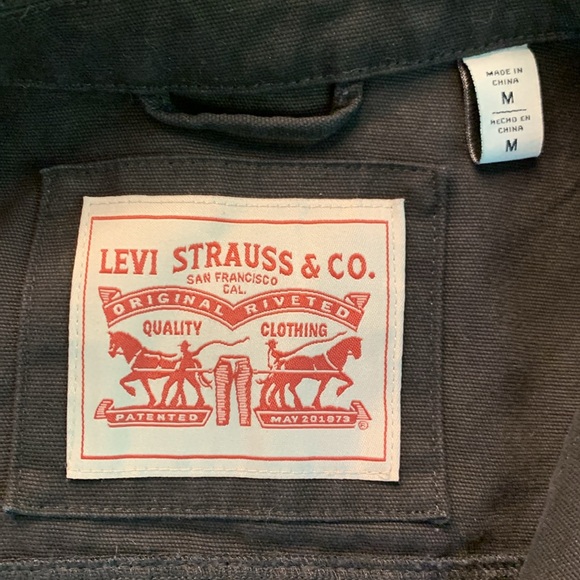 MADE IN
CHINA
M
HECHO EN
CHINA
M
LEVI STRAUSS & CO.
SAN FRANCISCO
CAL.
ORIGINAL RIVETED
QUALITY CLOTHING
PATENTED MAY 20 1873